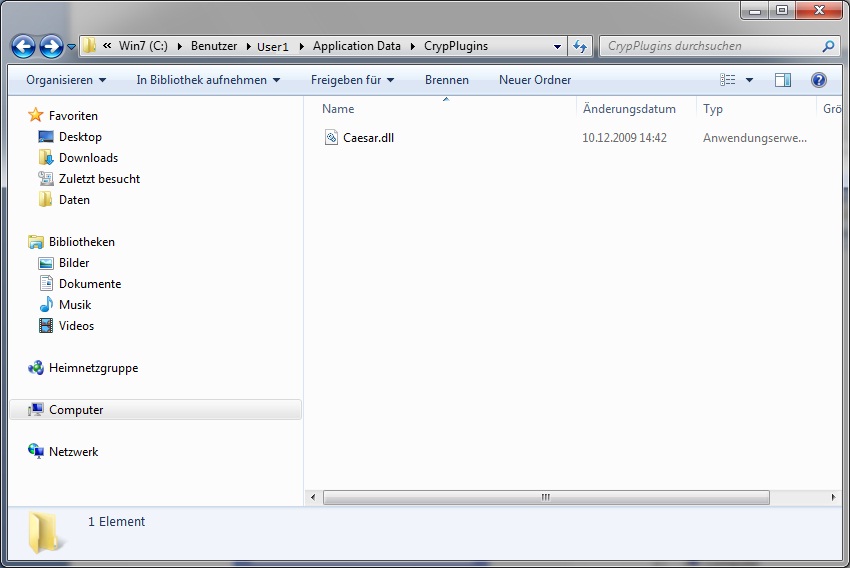 « Win7 (C:) ▸ Benutzer ▸ User1 ▸ Application Data ▸ CrypPlugins
CrypPlugins durchsuchen
Organisieren In Bibliothek aufnehmen Freigeben für Brennen Neuer Ordner
Favoriten
Desktop
Downloads
Zuletzt besucht
Daten
Bibliotheken
Bilder
Dokumente
Musik
Videos
Heimnetzgruppe
Computer
Netzwerk
Name Änderungsdatum Typ Grö
Caesar.dll 10.12.2009 14:42 Anwendungserwe...
1 Element